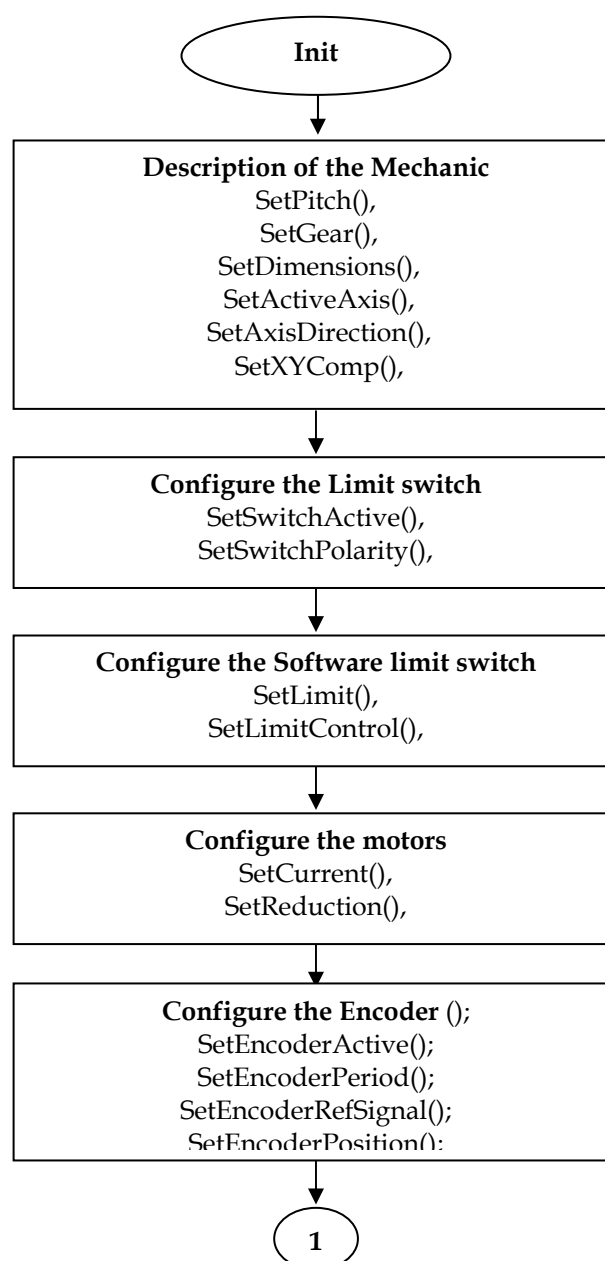 Init
Description of the Mechanic
SetPitch(),
SetGear(),
SetDimensions(),
SetActiveAxis(),
SetAxisDirection(),
SetXYComp(),
Configure the Limit switch
SetSwitchActive(),
SetSwitchPolarity(),
Configure the Software limit switch
SetLimit(),
SetLimitControl(),
Configure the motors
SetCurrent(),
SetReduction(),
Configure the Encoder ();
SetEncoderActive();
SetEncoderPeriod();
SetEncoderRefSignal();
SetEncoderPosition();
1